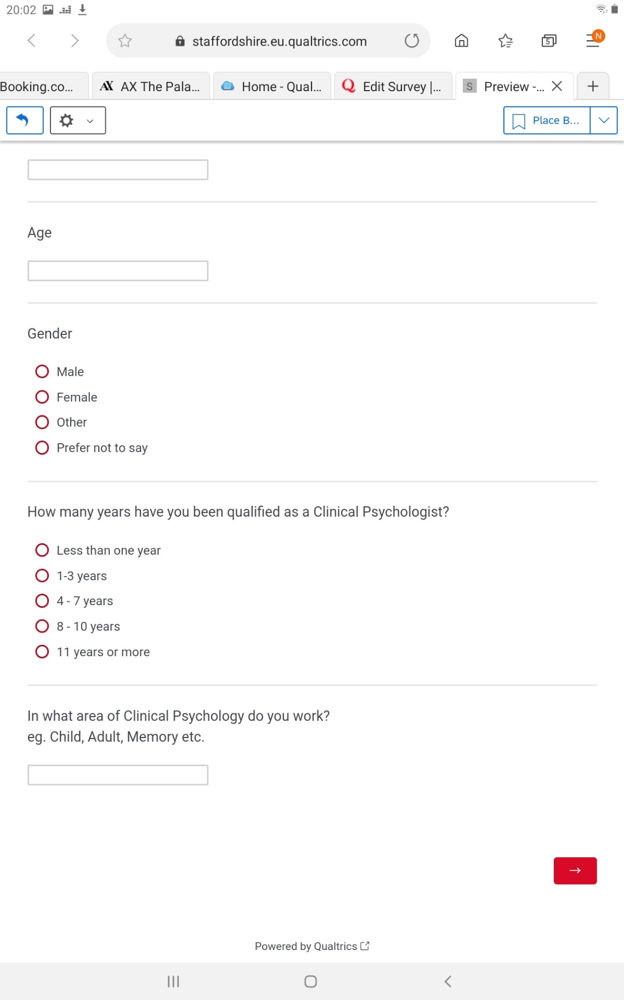 20:02
staffordshire.eu.qualtrics.com
5
N
Booking.co...
AX AX The Pala...
Home - Qual...
Q Edit Survey |...
S Preview -...
Place B...
Age
Gender
Male
Female
Other
Prefer not to say
How many years have you been qualified as a Clinical Psychologist?
Less than one year
1-3 years
4 - 7 years
8 - 10 years
11 years or more
In what area of Clinical Psychology do you work?
eg. Child, Adult, Memory etc.
Powered by Qualtrics